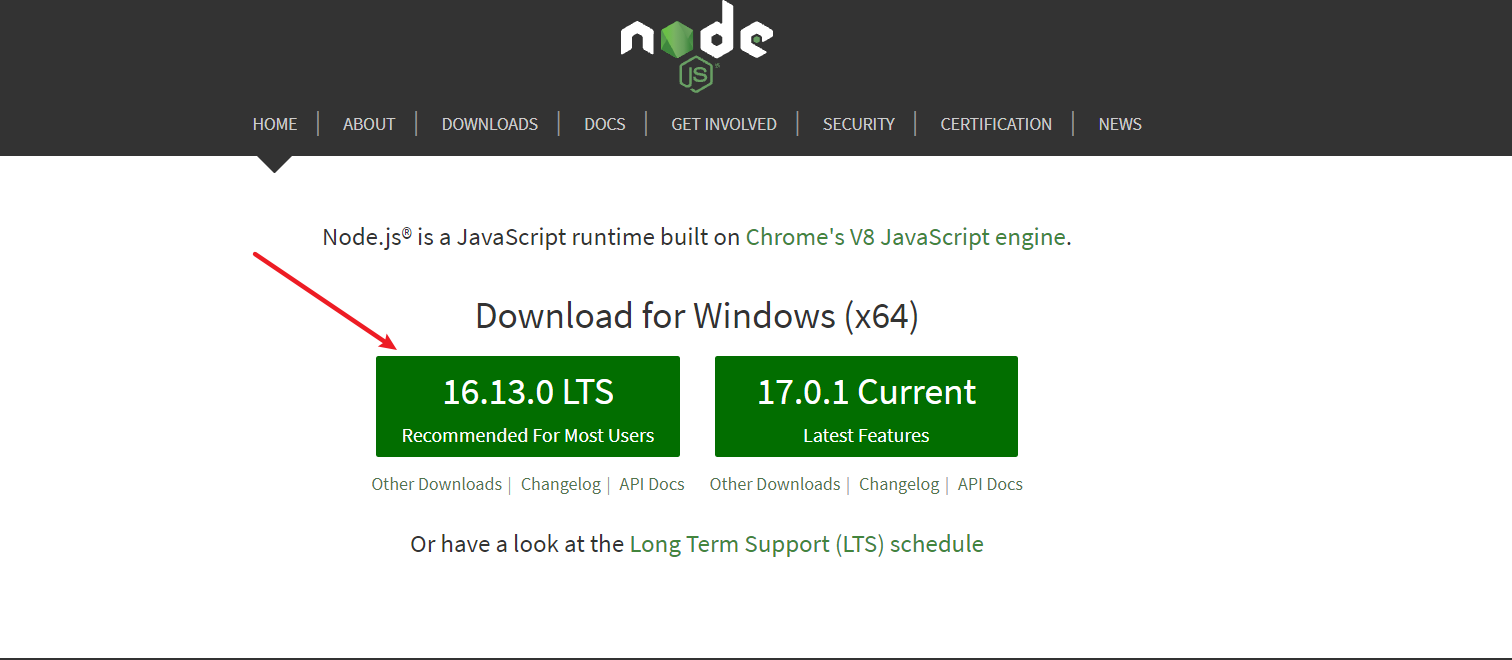 node
JS
HOME | ABOUT | DOWNLOADS | DOCS | GET INVOLVED | SECURITY | CERTIFICATION | NEWS
Node.js® is a JavaScript runtime built on Chrome's V8 JavaScript engine.
Download for Windows (x64)
16.13.0 LTS 17.0.1 Current
Recommended For Most Users Latest Features
Other Downloads | Changelog | API Docs Other Downloads | Changelog | API Docs
Or have a look at the Long Term Support (LTS) schedule